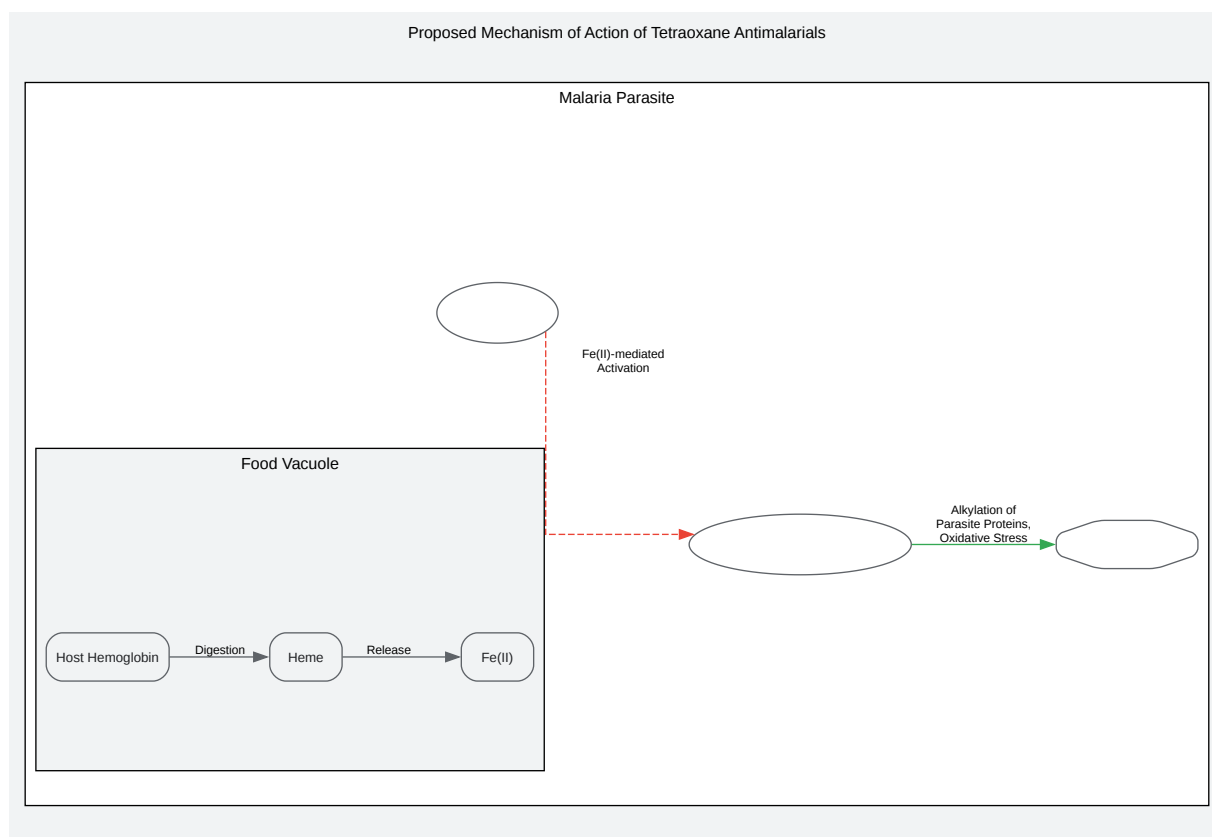 Proposed Mechanism of Action of Tetraoxane Antimalarials
Malaria Parasite
Fe(II)-mediated
Activation
Food Vacuole
Alkylation of
Parasite Proteins,
Oxidative Stress
Host Hemoglobin
Digestion
Heme
Release
Fe(II)